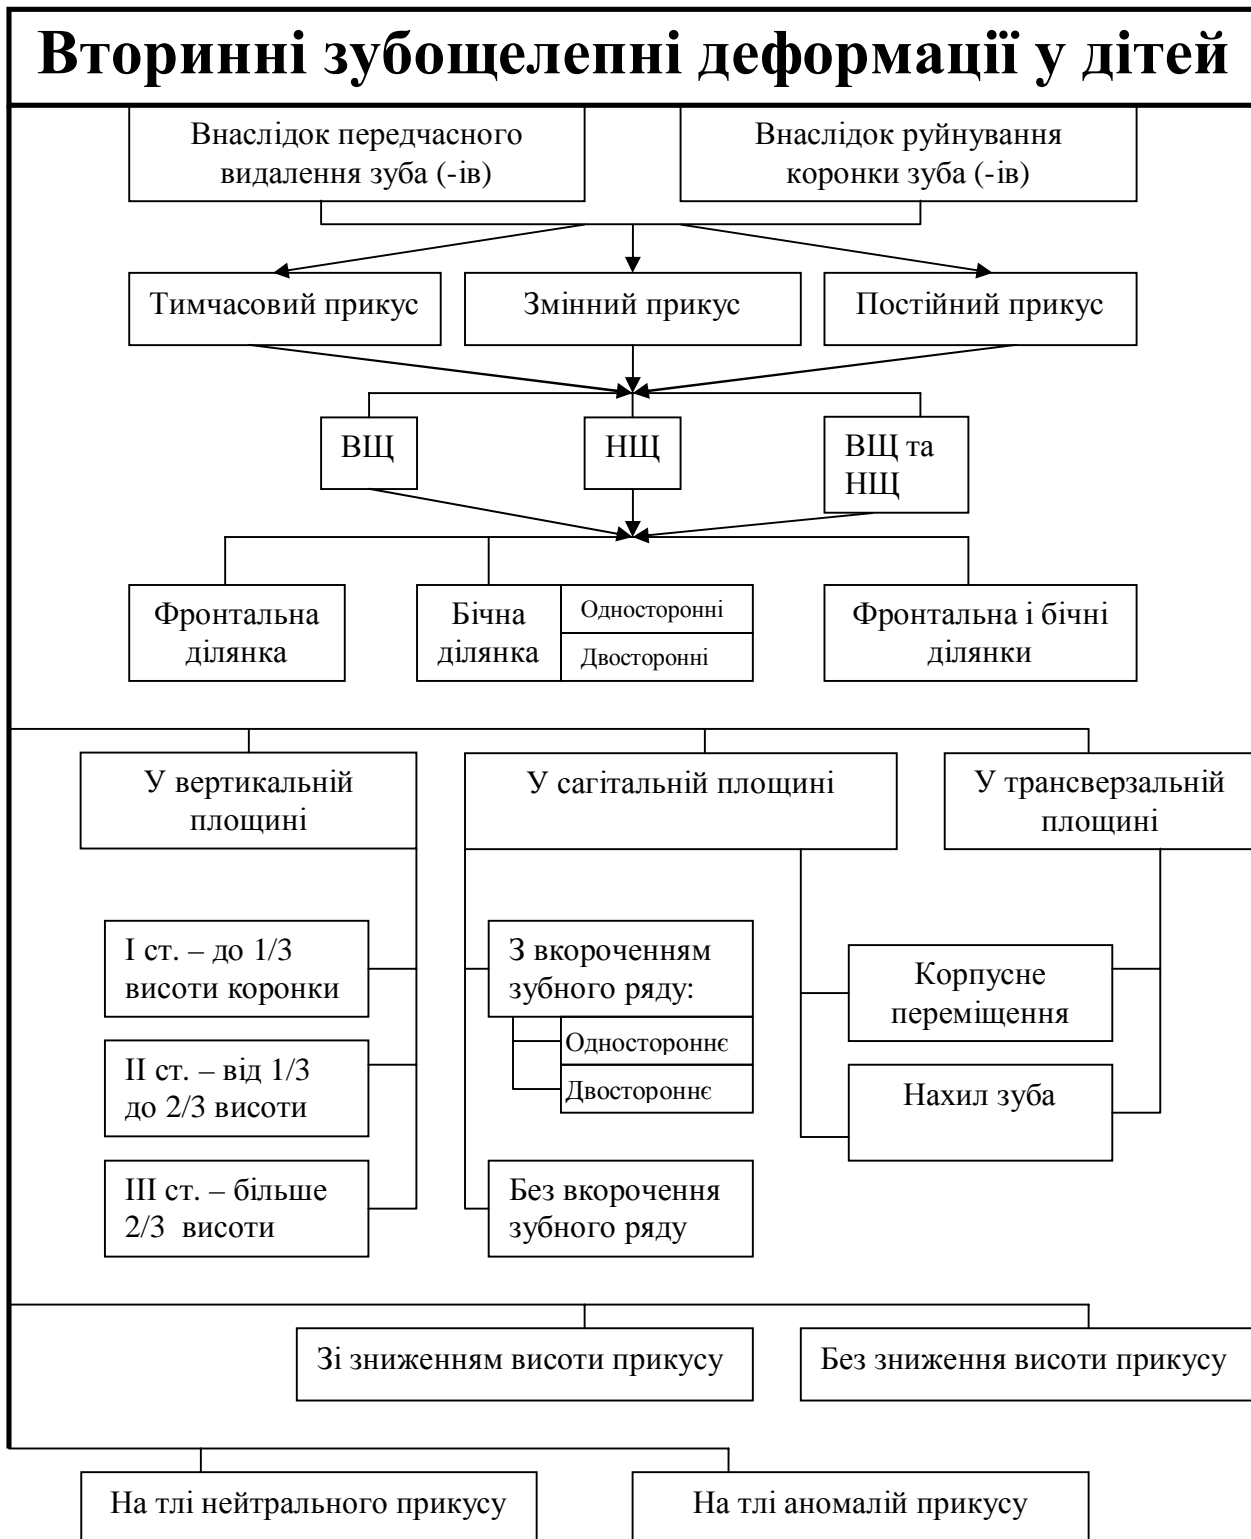 Вторинні зубощелепні деформації у дітей
Внаслідок передчасного
видалення зуба (-ів)
Внаслідок руйнування
коронки зуба (-ів)
Тимчасовий прикус
Змінний прикус
Постійний прикус
ВЩ
НЩ
ВЩ та
НЩ
Фронтальна
ділянка
Бічна
ділянка
Односторонні
Двосторонні
Фронтальна і бічні
ділянки
У вертикальній
площині
У сагітальній площині
У трансверзальній
площині
І ст. – до 1/3
висоти коронки
ІІ ст. – від 1/3
до 2/3 висоти
ІІІ ст. – більше
2/3 висоти
З вкороченням
зубного ряду:
Одностороннє
Двостороннє
Без вкорочення
зубного ряду
Корпусне
переміщення
Нахил зуба
Зі зниженням висоти прикусу
Без зниження висоти прикусу
На тлі нейтрального прикусу
На тлі аномалій прикусу